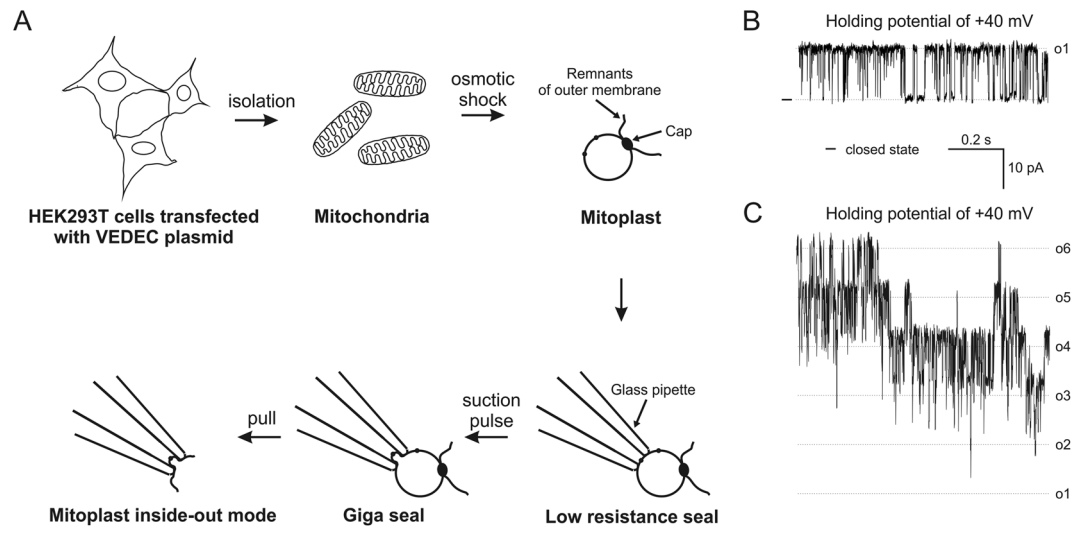 A
isolation
osmotic
shock
Remnants
of outer membrane
Cap
HEK293T cells transfected
with VEDEC plasmid
Mitochondria
Mitoplast
Glass pipette
suction
pulse
pull
Mitoplast inside-out mode
Giga seal
Low resistance seal
B
Holding potential of +40 mV
o1
closed state
0.2 s
10 pA
C
Holding potential of +40 mV
o6
o5
o4
o3
o2
o1